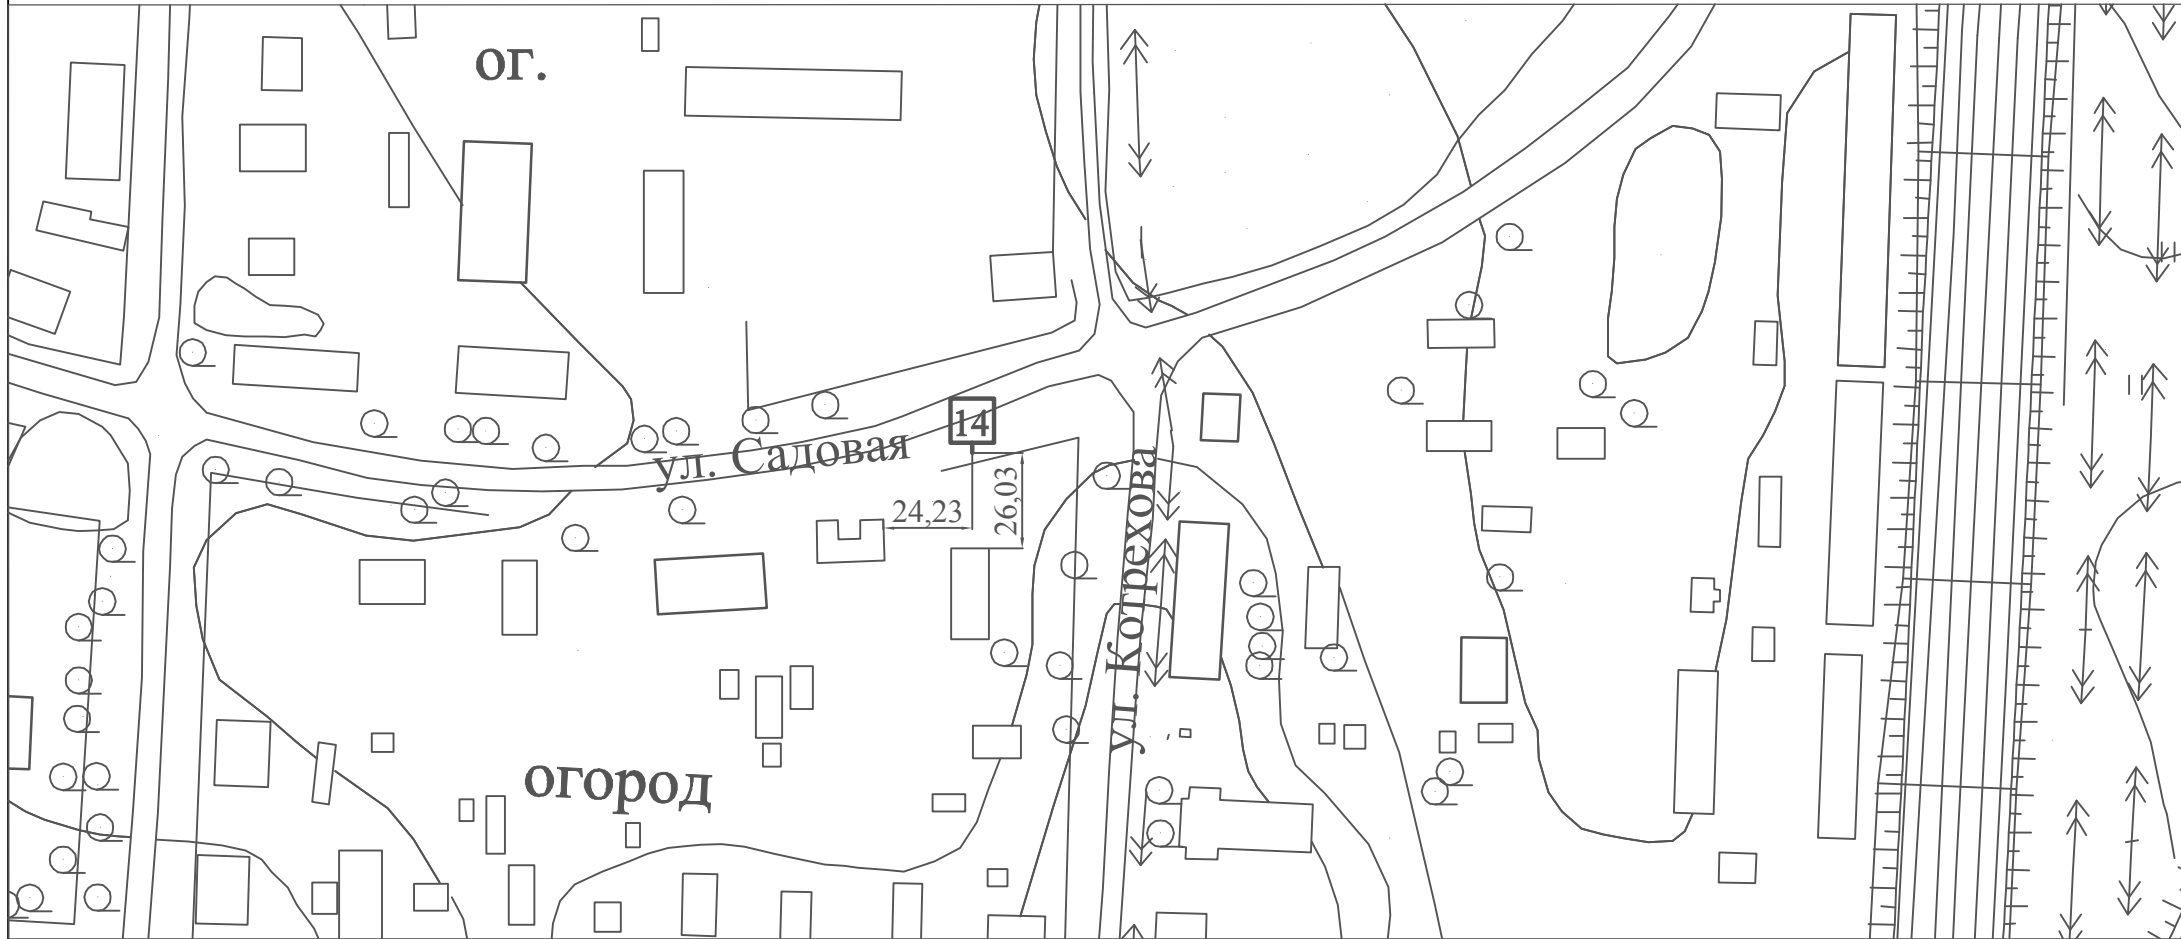 ог.
14
ул. Садовая
24,23
26,03
ул. Котрехова
огород